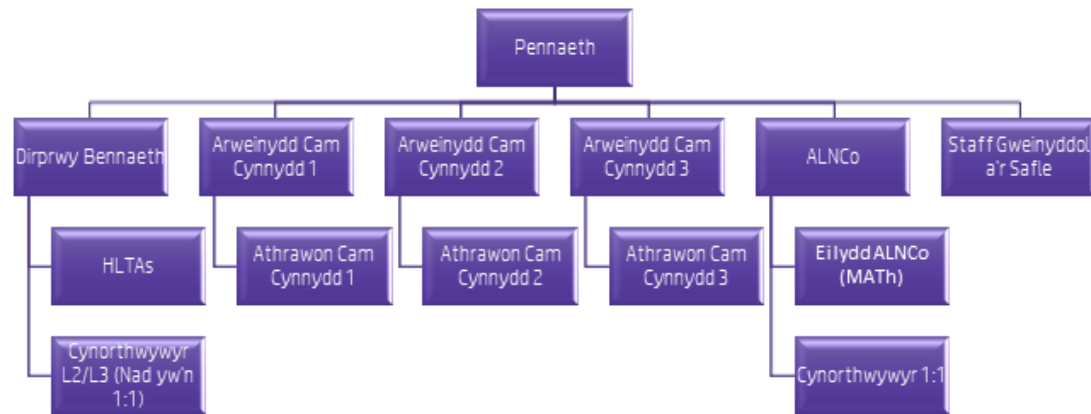 Pennaeth
Dirprwy Bennaeth
Arweinydd Cam
Cynnydd 1
Arweinydd Cam
Cynnydd 2
Arweinydd Cam
Cynnydd 3
ALNCo
Staff Gweinyddol
a'r Safle
HLTAs
Athrawon Cam
Cynnydd 1
Athrawon Cam
Cynnydd 2
Athrawon Cam
Cynnydd 3
Eilydd ALNCo
(MATh)
Cynorthwywyr
L2/L3 (Nad yw'n
1:1)
Cynorthwywyr 1:1